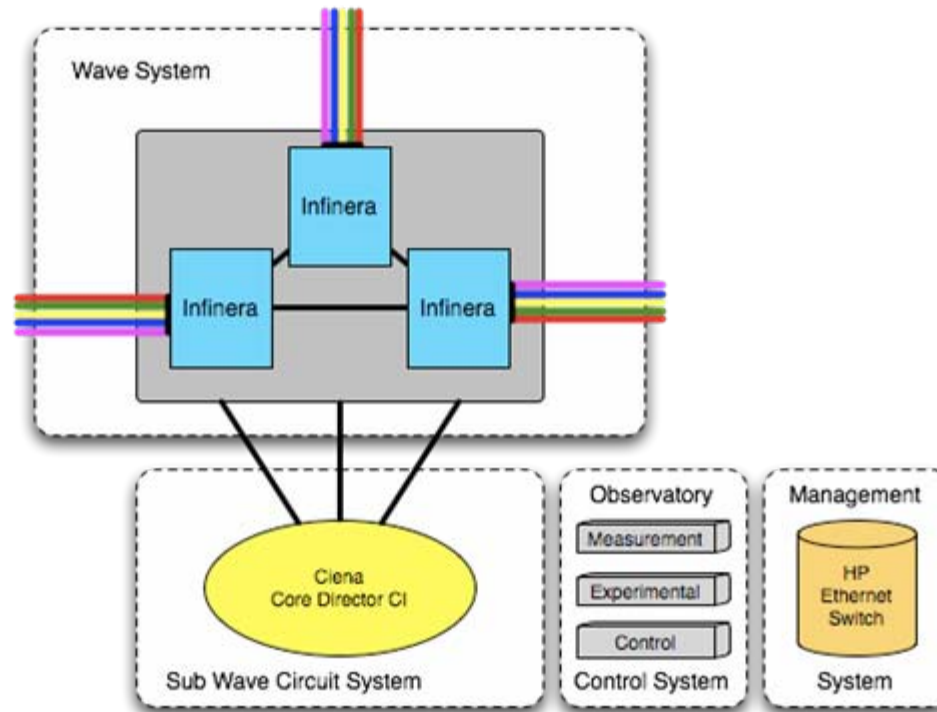 Wave System
Infinera
Infinera
Infinera
Ciena
Core Director CI
Sub Wave Circuit System
Observatory
Measurement
Experimental
Control
Control System
Management
HP
Ethernet
Switch
System